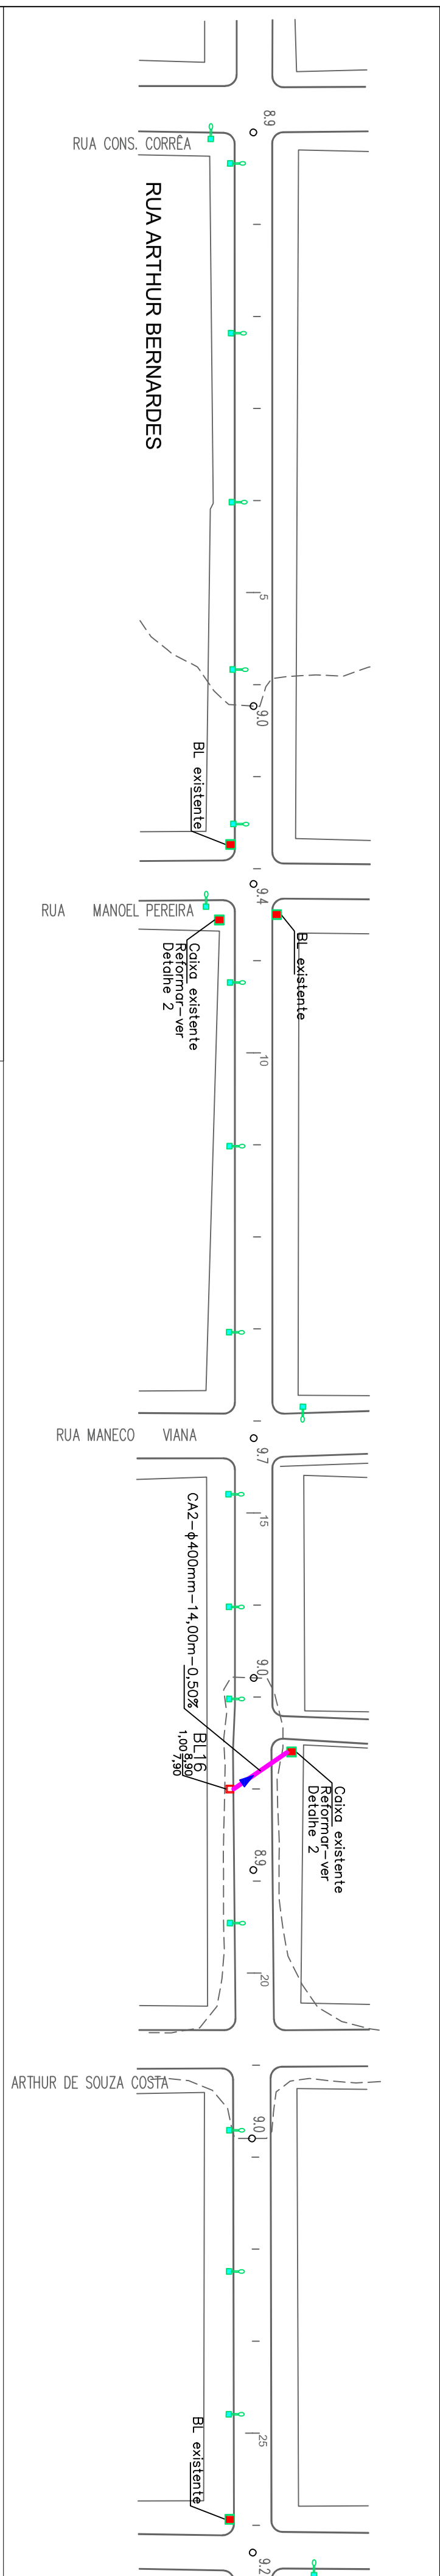 8.9
RUA CONS. CORRÊA
RUA ARTHUR BERNARDES
5
9.0
BL existente
9.4
RUA MANOEL PEREIRA
BL existente
Caixa existente
Reformar-ver
Detalhe 2
10
RUA MANECO VIANA
9.7
15
CA2-ϕ400mm-14,00m-0,50%
9.0
BL16
8,90
1,00
7,90
Caixa existente
Reformar-ver
Detalhe 2
8.9
20
ARTHUR DE SOUZA COSTA
9.0
25
BL existente
9.2